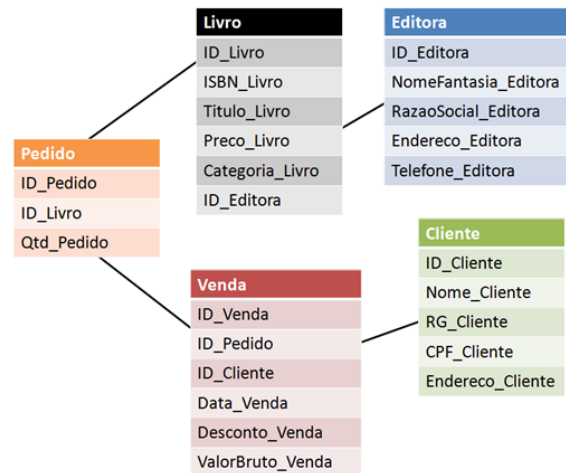 Livro
ID_Livro
ISBN_Livro
Titulo_Livro
Preco_Livro
Categoria_Livro
ID_Editora
Editora
ID_Editora
NomeFantasia_Editora
RazaoSocial_Editora
Endereco_Editora
Telefone_Editora
Pedido
ID_Pedido
ID_Livro
Qtd_Pedido
Venda
ID_Venda
ID_Pedido
ID_Cliente
Data_Venda
Desconto_Venda
ValorBruto_Venda
Cliente
ID_Cliente
Nome_Cliente
RG_Cliente
CPF_Cliente
Endereco_Cliente